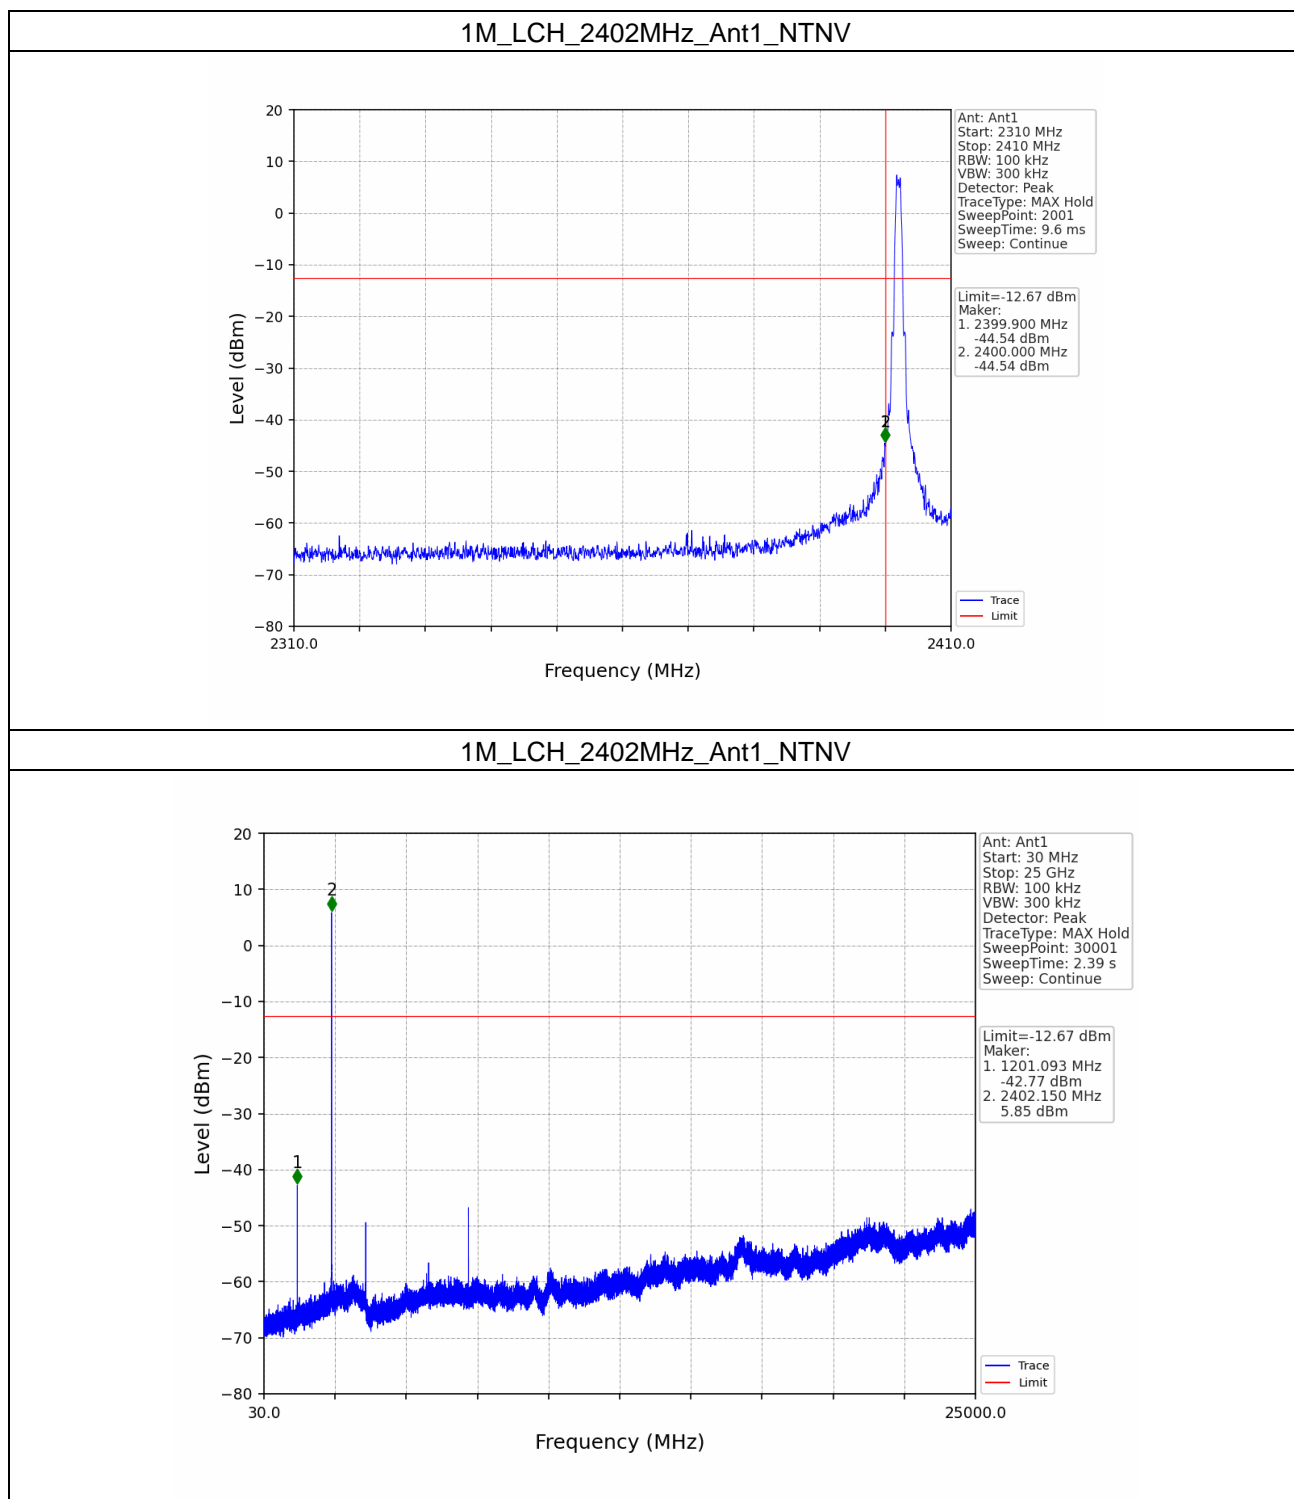 1M_LCH_2402MHz_Ant1_NTNV
20
10
0
−10
−20
−30
−40
−50
−60
−70
−80
Level (dBm)
2310.0
2410.0
Frequency (MHz)
2
Ant: Ant1
Start: 2310 MHz
Stop: 2410 MHz
RBW: 100 kHz
VBW: 300 kHz
Detector: Peak
TraceType: MAX Hold
SweepPoint: 2001
SweepTime: 9.6 ms
Sweep: Continue
Limit=-12.67 dBm
Maker:
1. 2399.900 MHz
-44.54 dBm
2. 2400.000 MHz
-44.54 dBm
Trace
Limit
1M_LCH_2402MHz_Ant1_NTNV
20
10
0
−10
−20
−30
−40
−50
−60
−70
−80
Level (dBm)
30.0
25000.0
Frequency (MHz)
2
1
Ant: Ant1
Start: 30 MHz
Stop: 25 GHz
RBW: 100 kHz
VBW: 300 kHz
Detector: Peak
TraceType: MAX Hold
SweepPoint: 30001
SweepTime: 2.39 s
Sweep: Continue
Limit=-12.67 dBm
Maker:
1. 1201.093 MHz
-42.77 dBm
2. 2402.150 MHz
5.85 dBm
Trace
Limit